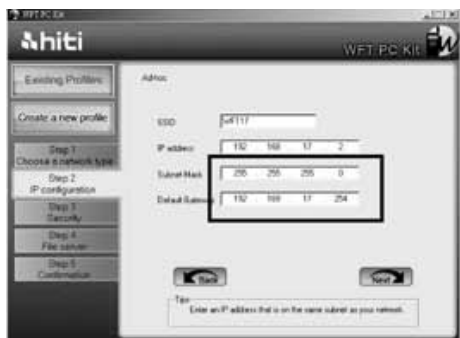 WFT PC Kit
hiti
WFT PC Kit
Existing Profiles
Create a new profile
Step 1
Choose a network type
Step 2
IP configuration
Step 3
Security
Step 4
File server
Step 5
Confirmation
Adhoc
SSID
IP address 192 168 17 2
Subnet Mask 255 255 255 0
Default Gateway 192 168 17 254
Back
Next
Tips
Enter an IP address that is on the same subnet as your network.